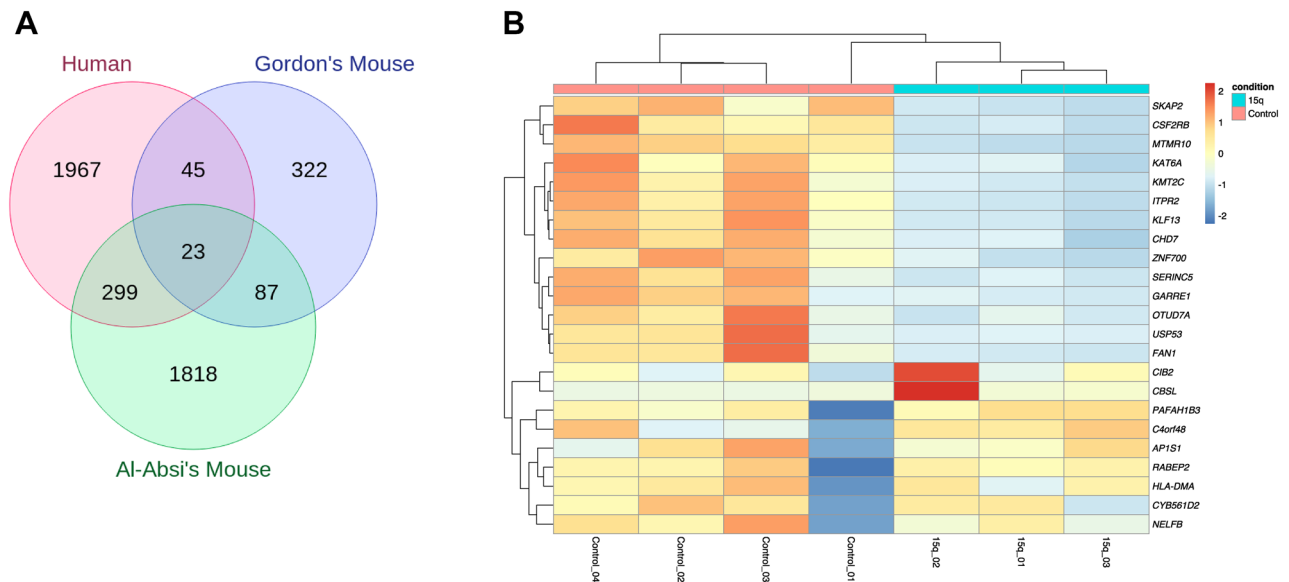 A
B
Human
Gordon's Mouse
1967
45
322
23
299
87
1818
Al-Absi's Mouse
SKAP2
CSF2RB
MTMR10
KAT6A
KMT2C
ITPR2
KLF13
CHD7
ZNF700
SERINC5
GARRE1
OTUD7A
USP53
FAN1
CIB2
CBSL
PAFAH1B3
C4orf48
AP1S1
RABEP2
HLA-DMA
CYB561D2
NELFB
Control_04
Control_02
Control_03
Control_01
15q_02
15q_01
15q_03
2
1
0
-1
-2
condition
15q
Control